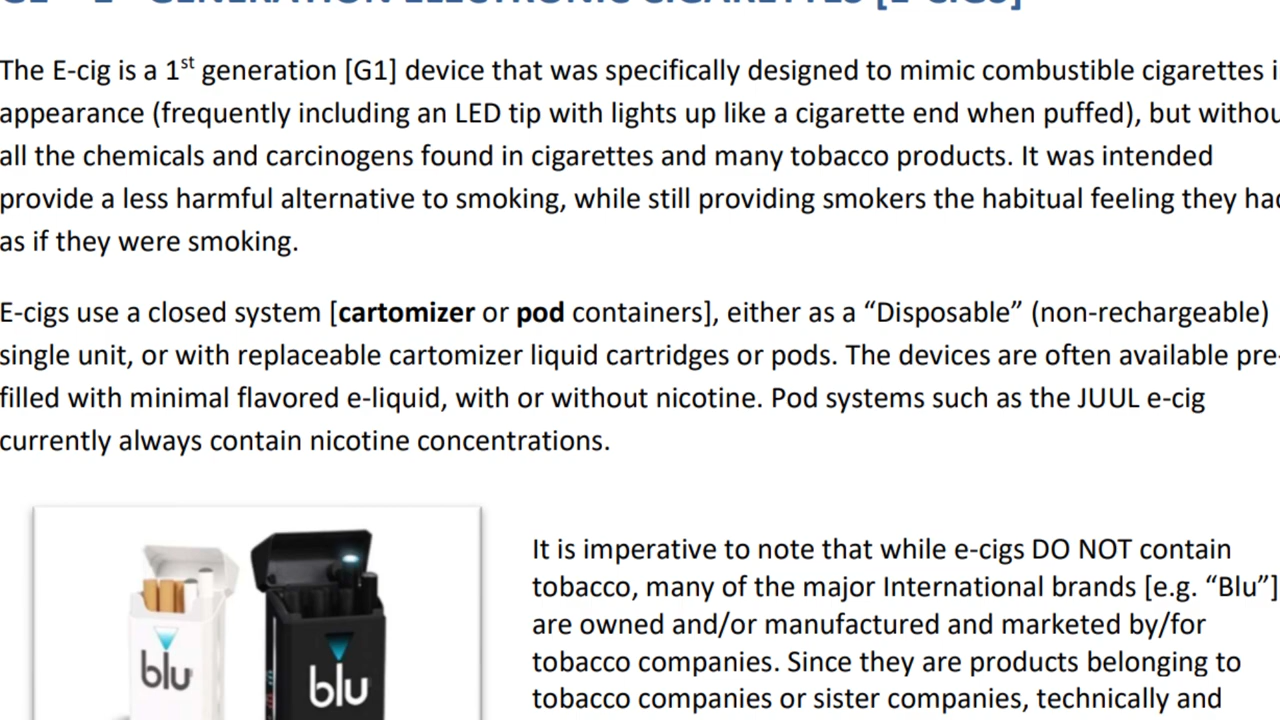 The E-cig is a 1st generation [G1] device that was specifically designed to mimic combustible cigarettes
appearance (frequently including an LED tip with lights up like a cigarette end when puffed), but
all the chemicals and carcinogens found in cigarettes and many tobacco products. It was intended
provide a less harmful alternative to smoking, while still providing smokers the habitual feeling they
as if they were smoking.
E-cigs use a closed system [cartomizer or pod containers], either as a “Disposable” (non-rechargeable)
single unit, or with replaceable cartomizer liquid cartridges or pods. The devices are often available pre-
filled with minimal flavored e-liquid, with or without nicotine. Pod systems such as the JUUL e-cig
currently always contain nicotine concentrations.
It is imperative to note that while e-cigs DO NOT contain
tobacco, many of the major International brands [e.g. “Blu”]
are owned and/or manufactured and marketed by/for
tobacco companies. Since they are products belonging to
tobacco companies or sister companies, technically and
blu
blu